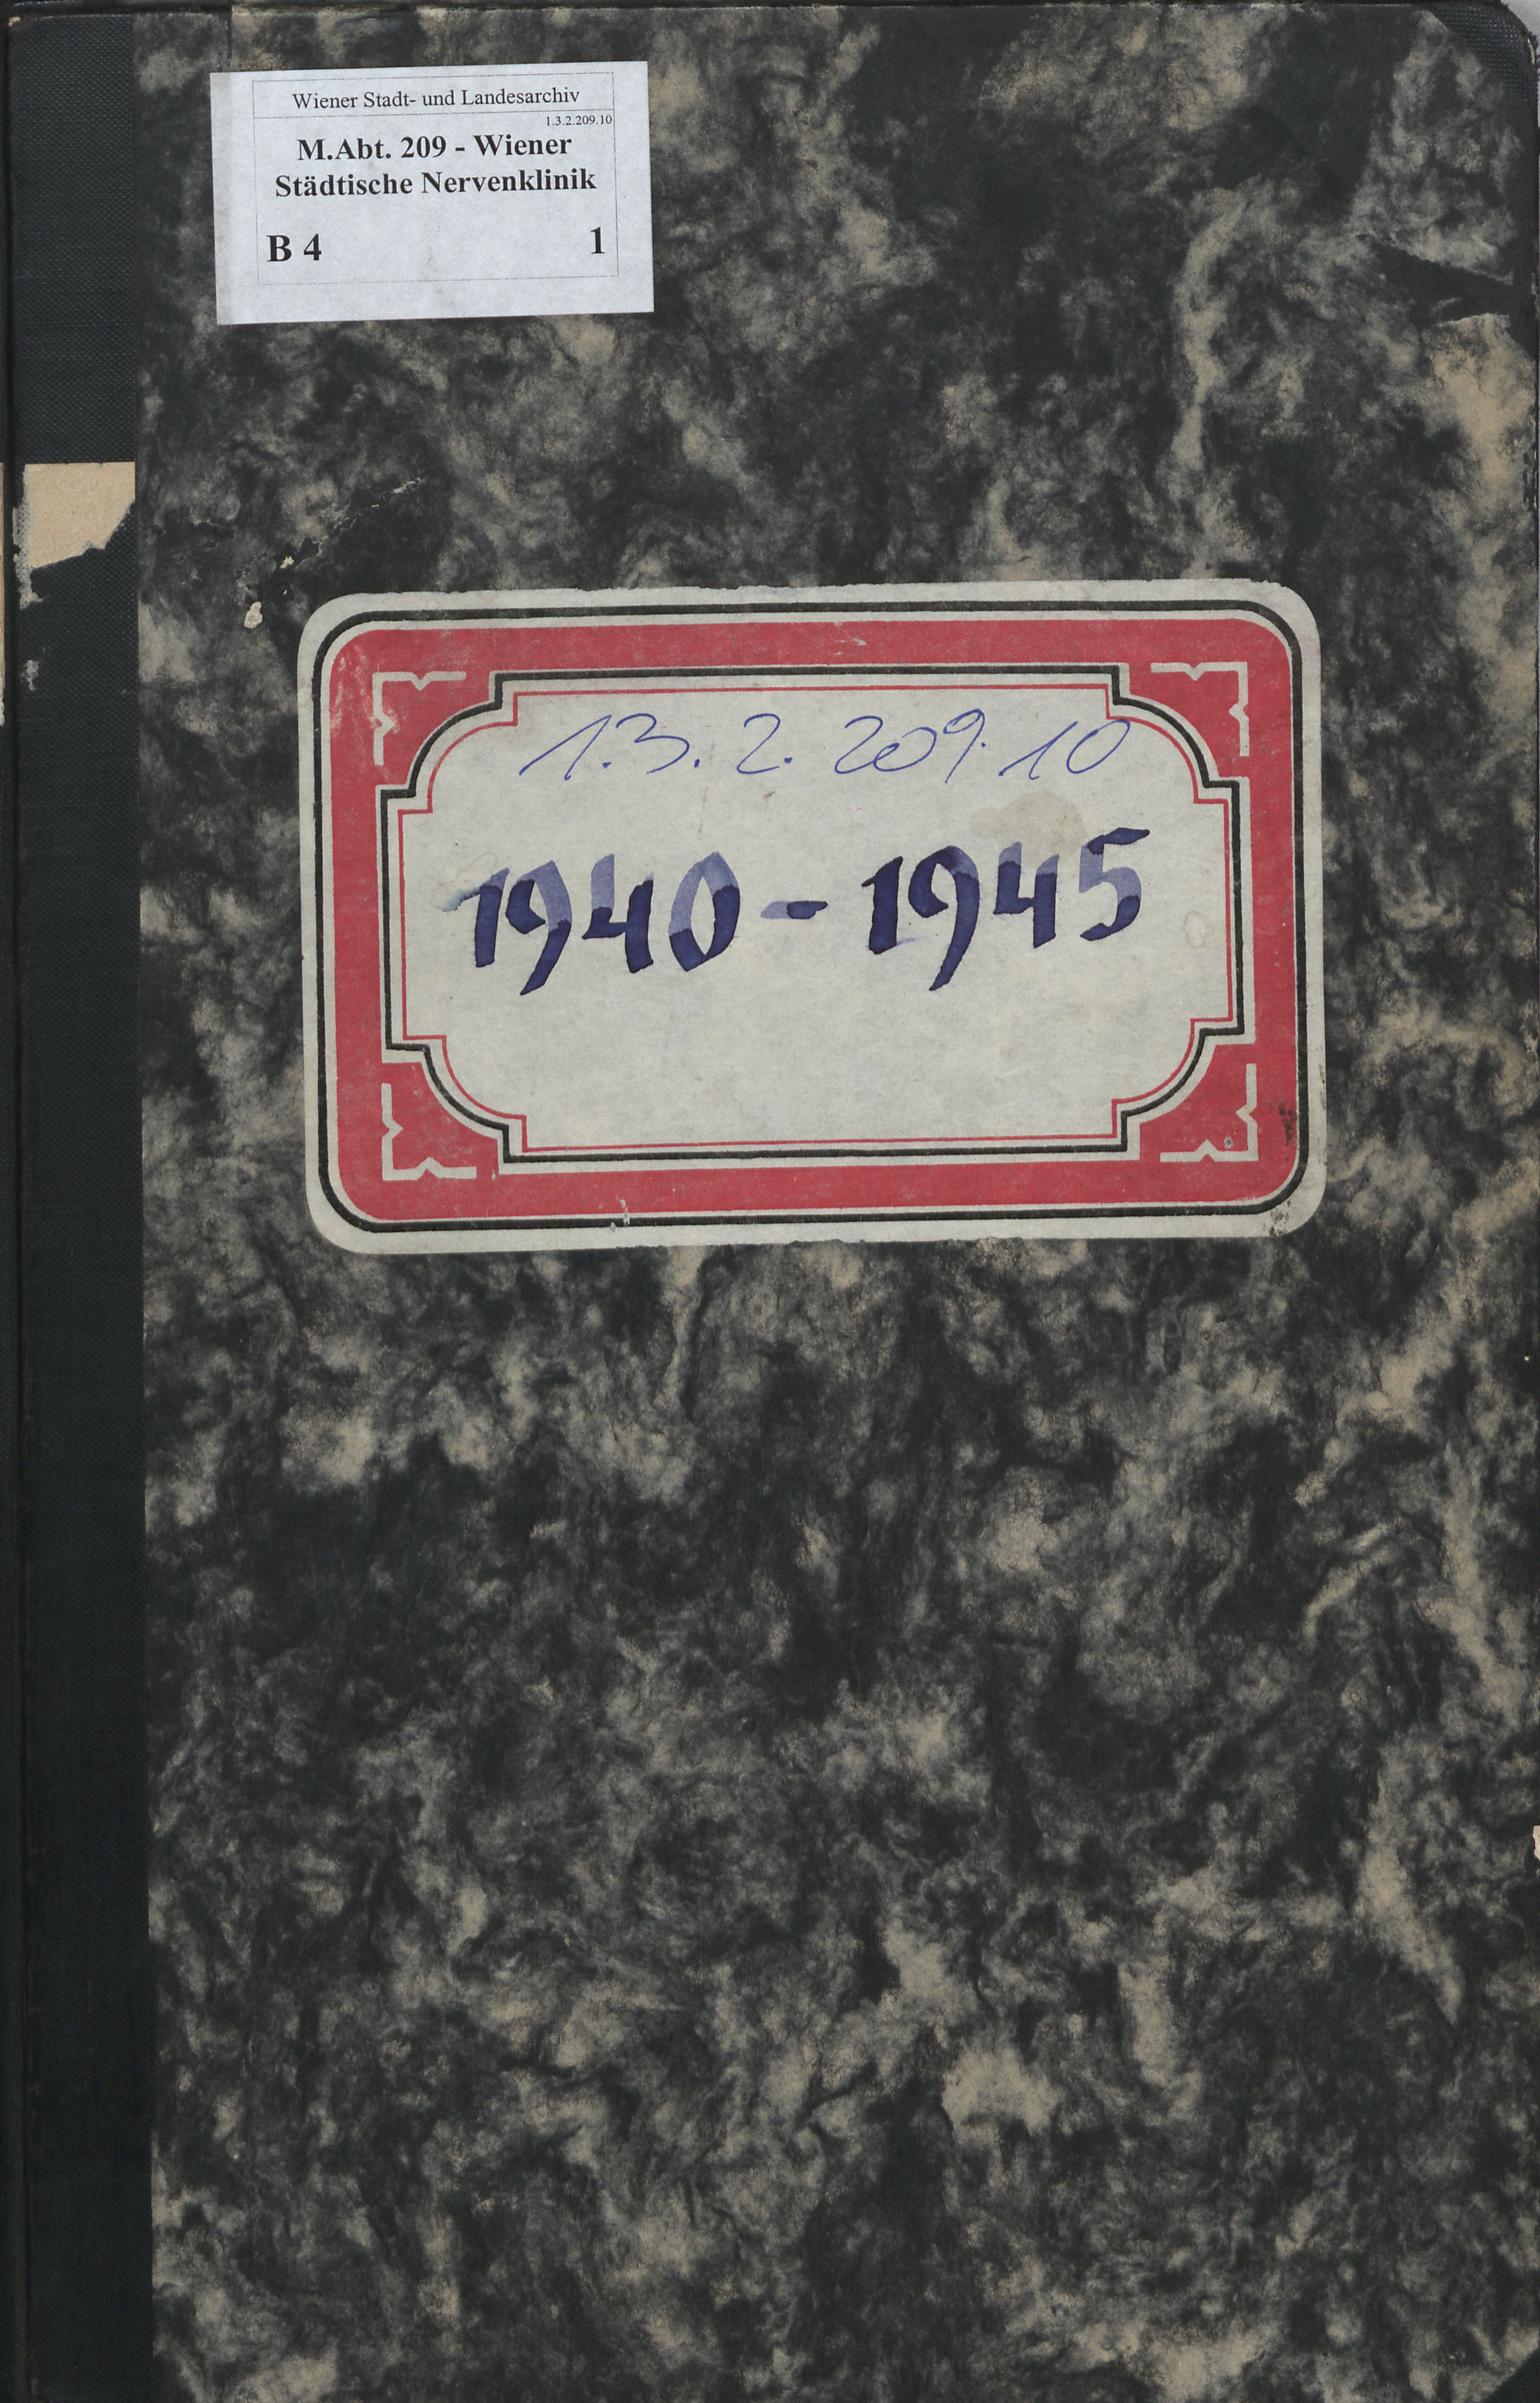 Wiener Stadt- und Landesarchiv
1.3.2.209.10
M.Abt. 209 - Wiener
Städtische Nervenklinik
B 4 1
1.3.2.209.10
1940-1945